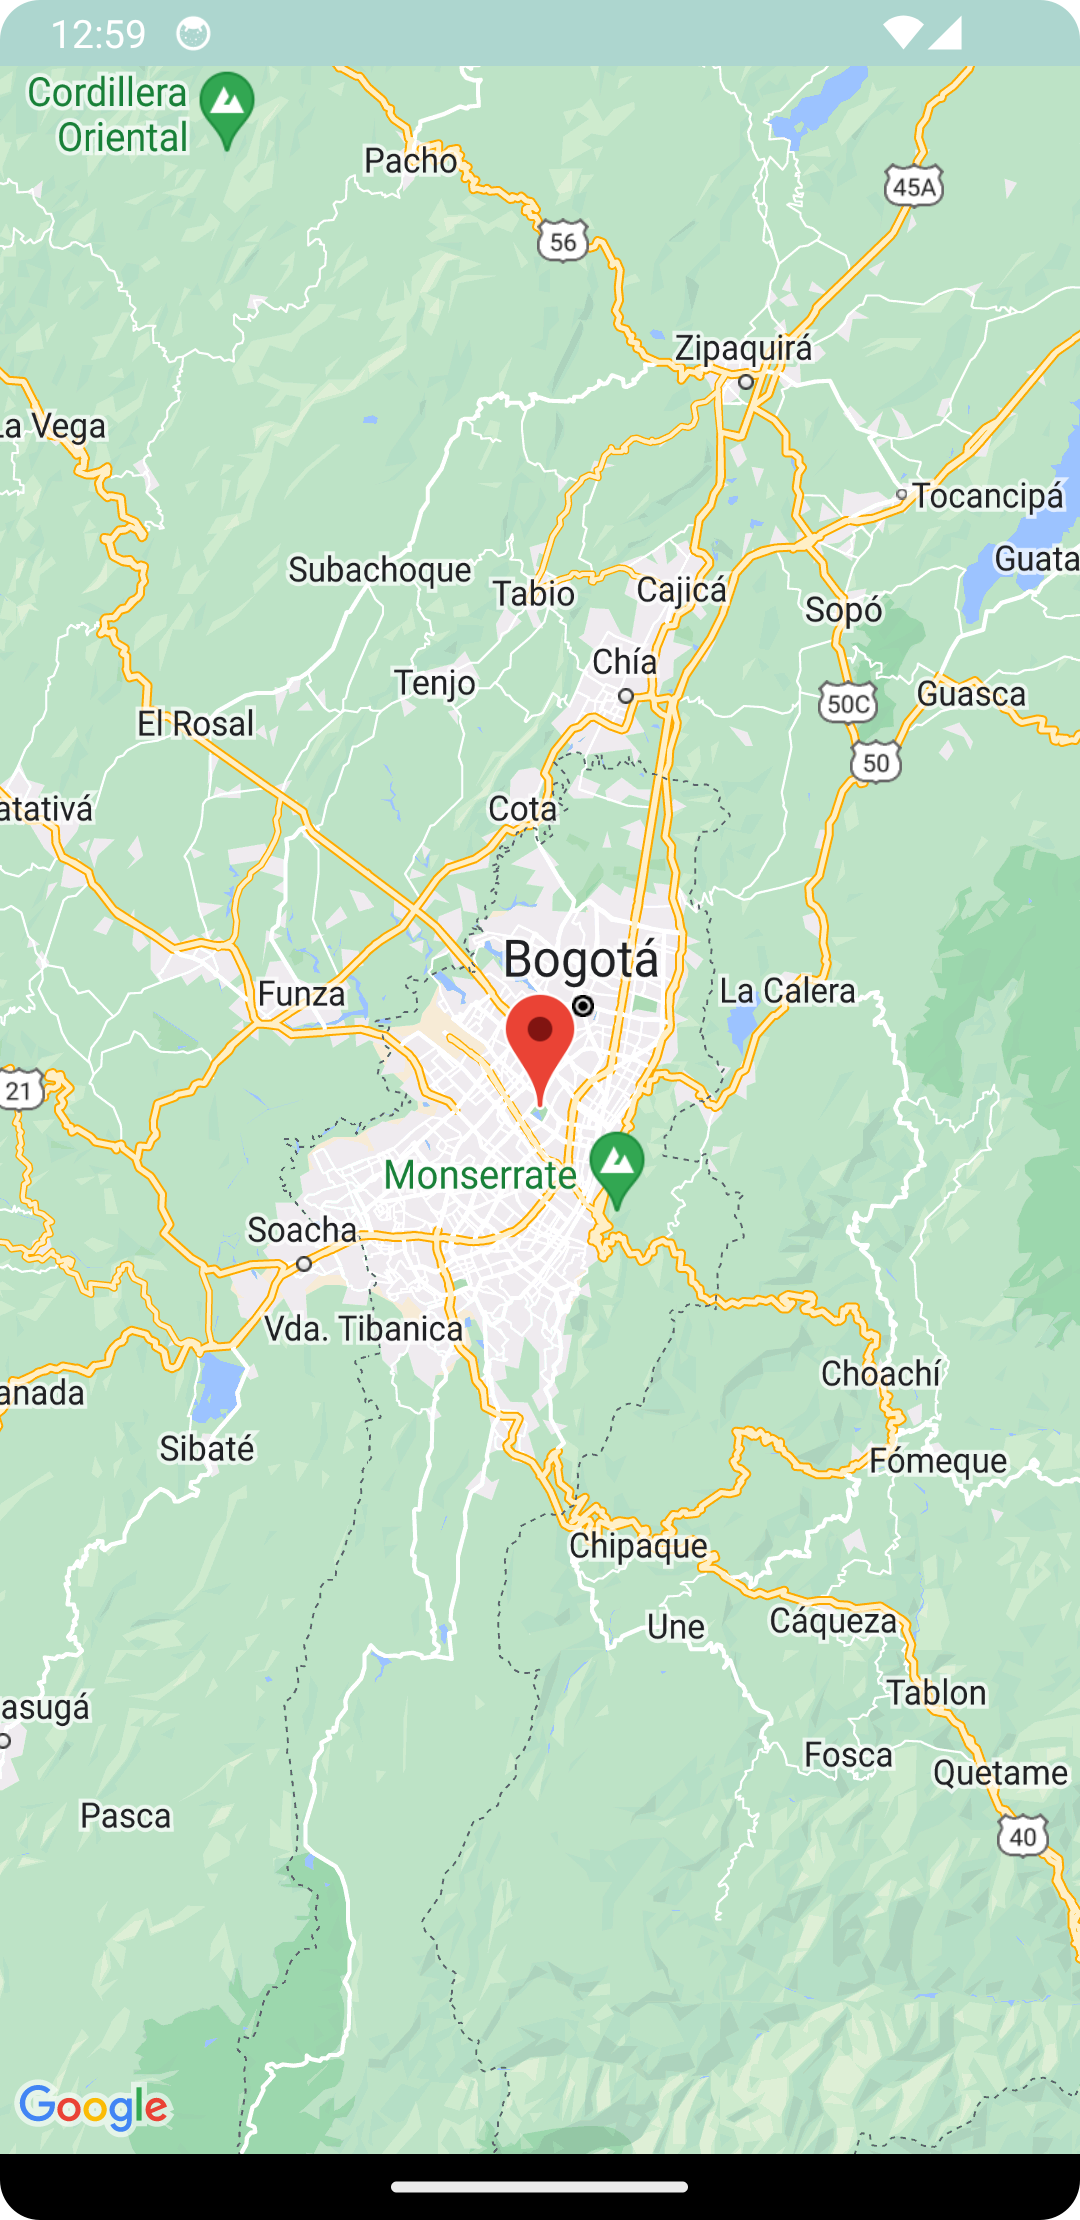 12:59
Cordillera
Oriental
Pacho
45A
56
Zipaquirá
La Vega
Tocancipá
Guata
Subachoque
Tabio
Cajicá
Sopó
Chía
Tenjo
50C
Guasca
El Rosal
50
atativá
Cota
Bogotá
Funza
La Calera
21
Monserrate
Soacha
Vda. Tibanica
Choachí
anada
Sibaté
Fómeque
Chipaque
Une
Cáqueza
Tablon
asugá
Fosca
Quetame
Pasca
40
Google